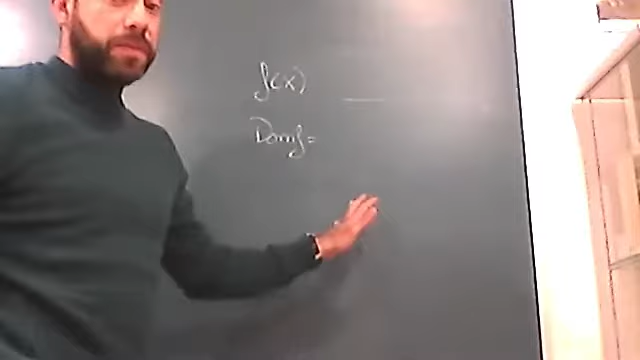 f(x) —
Domf=